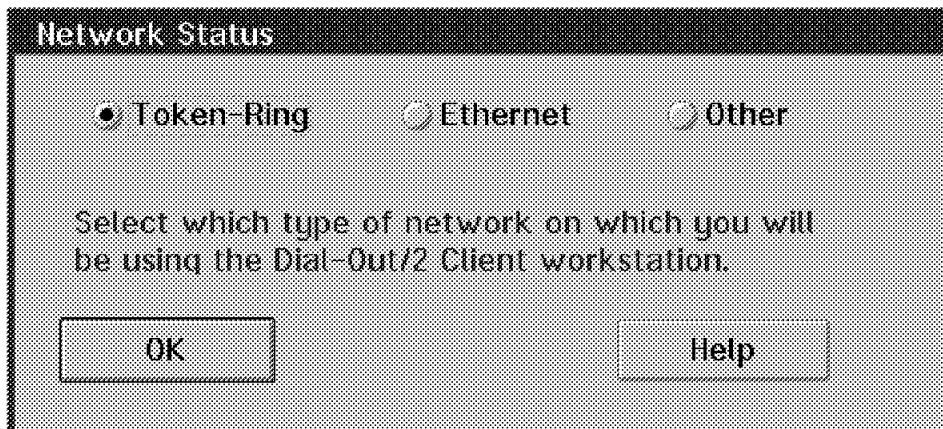 Network Status
Token-Ring Ethernet Other
Select which type of network on which you will
be using the Dial-Out/2 Client workstation.
OK Help